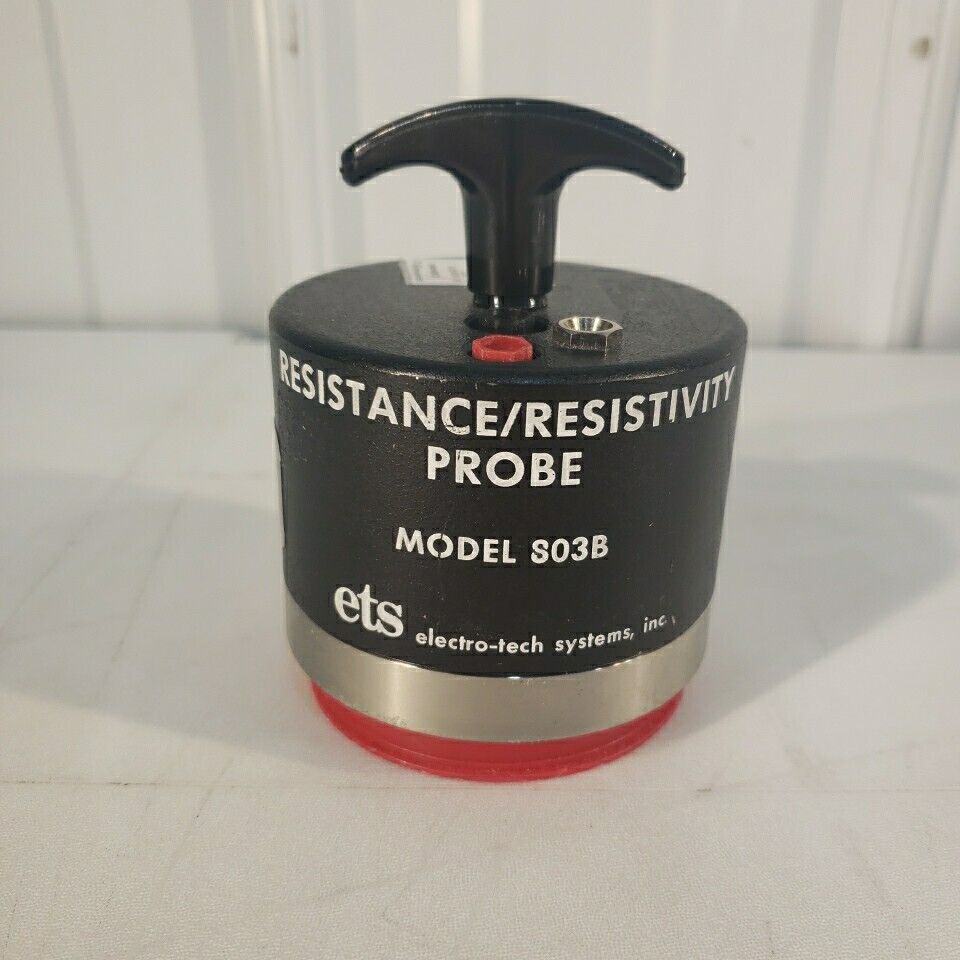 RESISTANCE/RESISTIVITY
PROBE
MODEL 803B
ets electro-tech systems, inc.